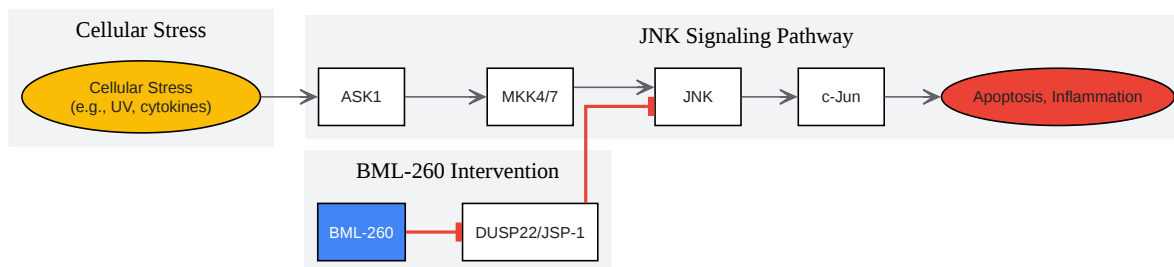 Cellular Stress
Cellular Stress
(e.g., UV, cytokines)
JNK Signaling Pathway
ASK1
MKK4/7
JNK
c-Jun
Apoptosis, Inflammation
BML-260 Intervention
BML-260
DUSP22/JSP-1